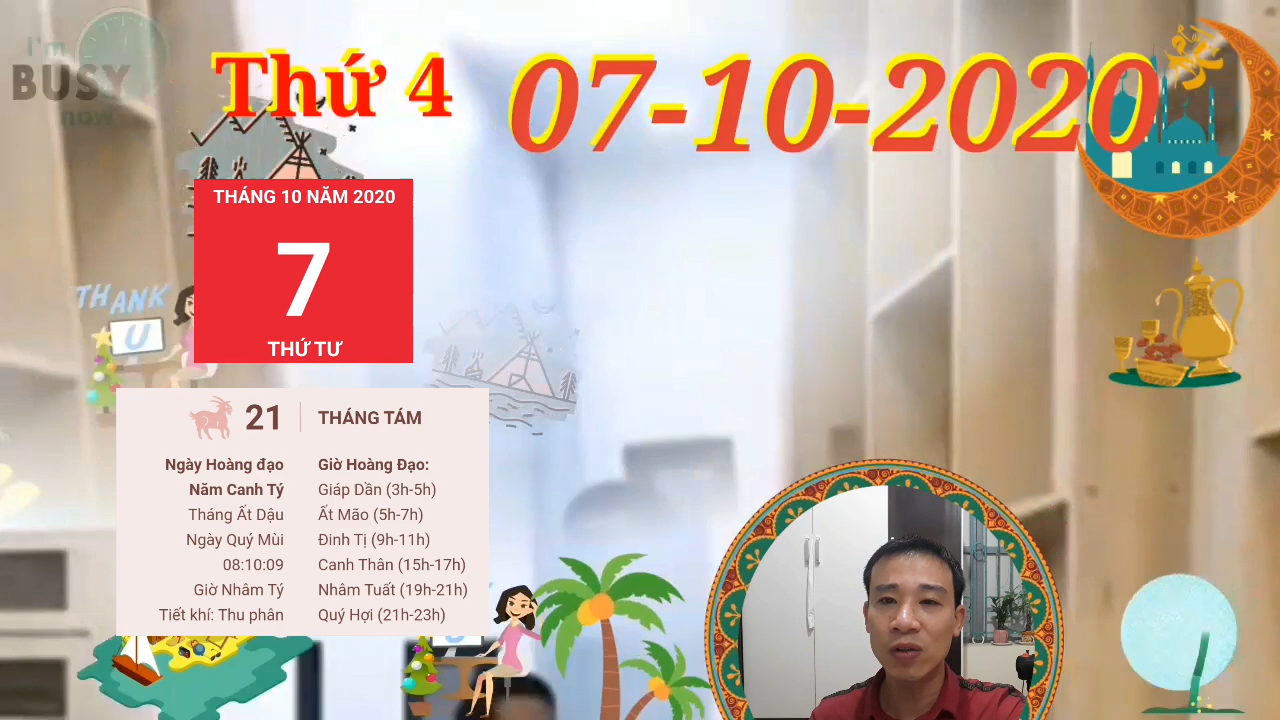 I'm
BUSY
now
Thứ 4
07-10-2020
THÁNG 10 NĂM 2020
7
THỨ TƯ
THANK
U
21
THÁNG TÁM
Ngày Hoàng đạo
Năm Canh Tý
Tháng Ất Dậu
Ngày Quý Mùi
08:10:09
Giờ Nhâm Tý
Tiết khí: Thu phân
Giờ Hoàng Đạo:
Giáp Dần (3h-5h)
Ất Mão (5h-7h)
Đinh Tị (9h-11h)
Canh Thân (15h-17h)
Nhâm Tuất (19h-21h)
Quý Hợi (21h-23h)